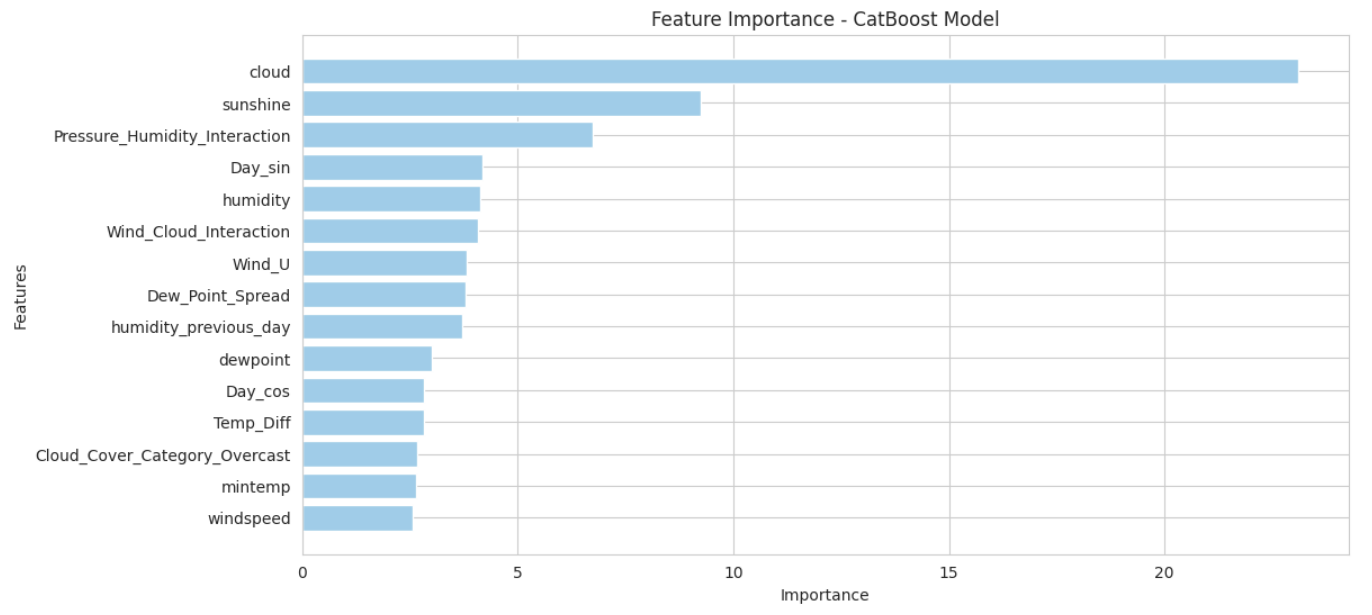 Feature Importance - CatBoost Model
Features
cloud
sunshine
Pressure_Humidity_Interaction
Day_sin
humidity
Wind_Cloud_Interaction
Wind_U
Dew_Point_Spread
humidity_previous_day
dewpoint
Day_cos
Temp_Diff
Cloud_Cover_Category_Overcast
mintemp
windspeed
0 5 10 15 20
Importance